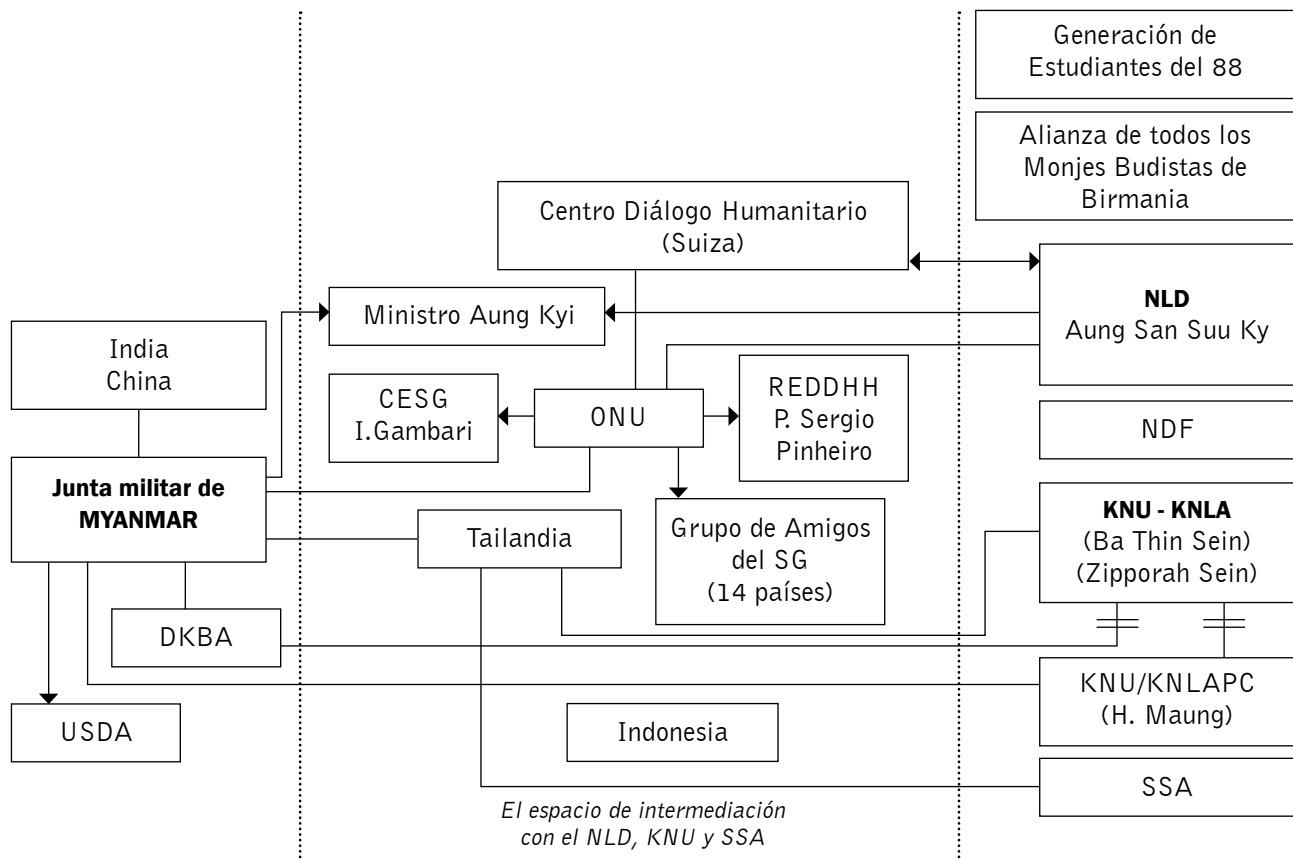 India
China
Junta militar de
MYANMAR
DKBA
USDA
Centro Diálogo Humanitario
(Suiza)
Ministro Aung Kyi
CESG
I.Gambari
ONU
REDDHH
P. Sergio
Pinheiro
Tailandia
Grupo de Amigos
del SG
(14 países)
Indonesia
El espacio de intermediación
con el NLD, KNU y SSA
Generación de
Estudiantes del 88
Alianza de todos los
Monjes Budistas de
Birmania
NLD
Aung San Suu Ky
NDF
KNU - KNLA
(Ba Thin Sein)
(Zipporah Sein)
KNU/KNLAPC
(H. Maung)
SSA